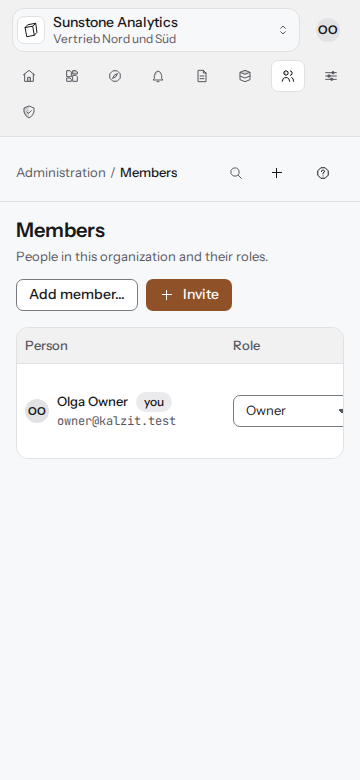 Sunstone Analytics
Vertrieb Nord und Süd
OO
Administration / Members
Members
People in this organization and their roles.
Add member...
Invite
Person Role
OO Olga Owner you
owner@kalzit.test
Owner